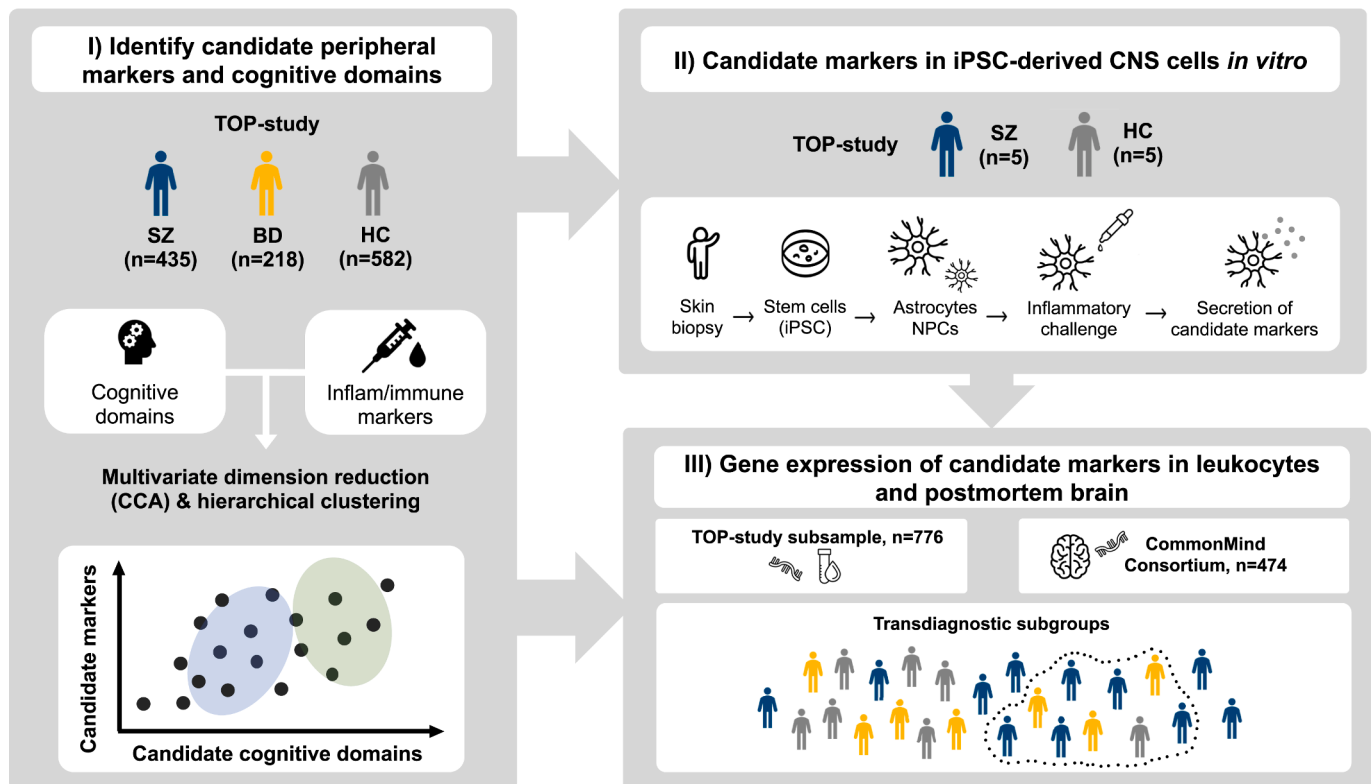 I) Identify candidate peripheral
markers and cognitive domains
TOP-study
SZ
(n=435)
BD
(n=218)
HC
(n=582)
Cognitive
domains
Inflam/immune
markers
Multivariate dimension reduction
(CCA) & hierarchical clustering
Candidate markers
Candidate cognitive domains
II) Candidate markers in iPSC-derived CNS cells in vitro
TOP-study
SZ
(n=5)
HC
(n=5)
Skin
biopsy
→
Stem cells
(iPSC)
→
Astrocytes
NPCs
→
Inflammatory
challenge
→
Secretion of
candidate markers
III) Gene expression of candidate markers in leukocytes
and postmortem brain
TOP-study subsample, n=776
CommonMind
Consortium, n=474
Transdiagnostic subgroups